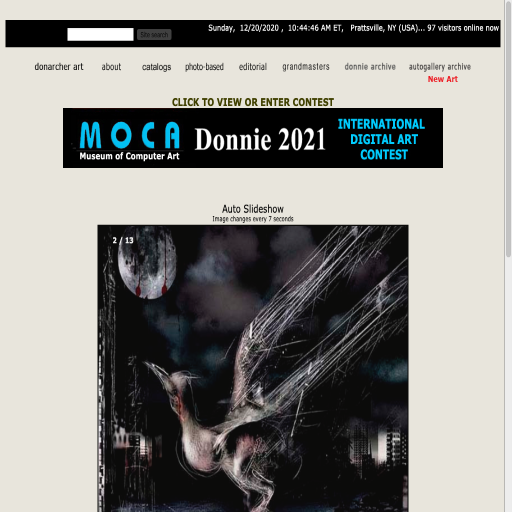 Site search
Sunday, 12/20/2020 , 10:44:46 AM ET, Prattsville, NY (USA)... 97 visitors online now
donarcher art about catalogs photo-based editorial grandmasters donnie archive autogallery archive
New Art
CLICK TO VIEW OR ENTER CONTEST
MOCA
Museum of Computer Art
Donnie 2021
INTERNATIONAL
DIGITAL ART
CONTEST
Auto Slideshow
Image changes every 7 seconds
2 / 13